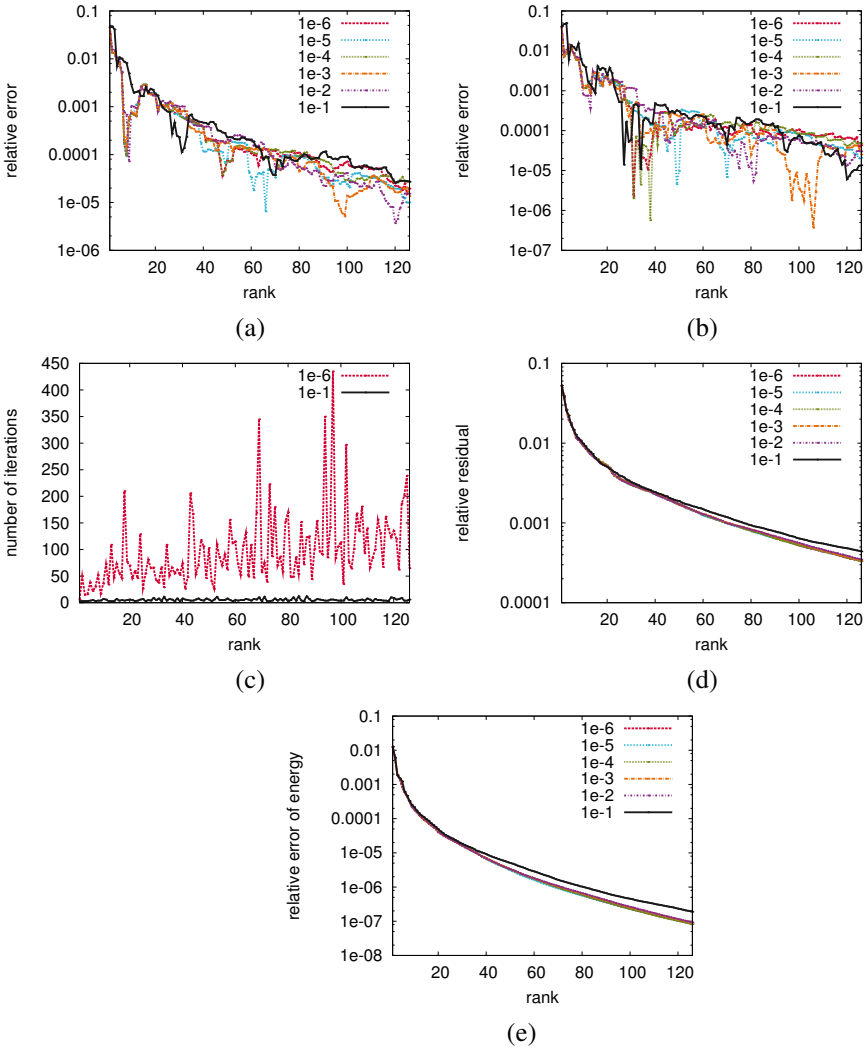 relative error
0.1
0.01
0.001
0.0001
1e-05
1e-06
20 40 60 80 100 120
rank
1e-6
1e-5
1e-4
1e-3
1e-2
1e-1
(a)
relative error
0.1
0.01
0.001
0.0001
1e-05
1e-06
1e-07
20 40 60 80 100 120
rank
1e-6
1e-5
1e-4
1e-3
1e-2
1e-1
(b)
number of iterations
450
400
350
300
250
200
150
100
50
0
20 40 60 80 100 120
rank
1e-6
1e-1
(c)
relative residual
0.1
0.01
0.001
0.0001
20 40 60 80 100 120
rank
1e-6
1e-5
1e-4
1e-3
1e-2
1e-1
(d)
relative error of energy
0.1
0.01
0.001
0.0001
1e-05
1e-06
1e-07
1e-08
20 40 60 80 100 120
rank
1e-6
1e-5
1e-4
1e-3
1e-2
1e-1
(e)